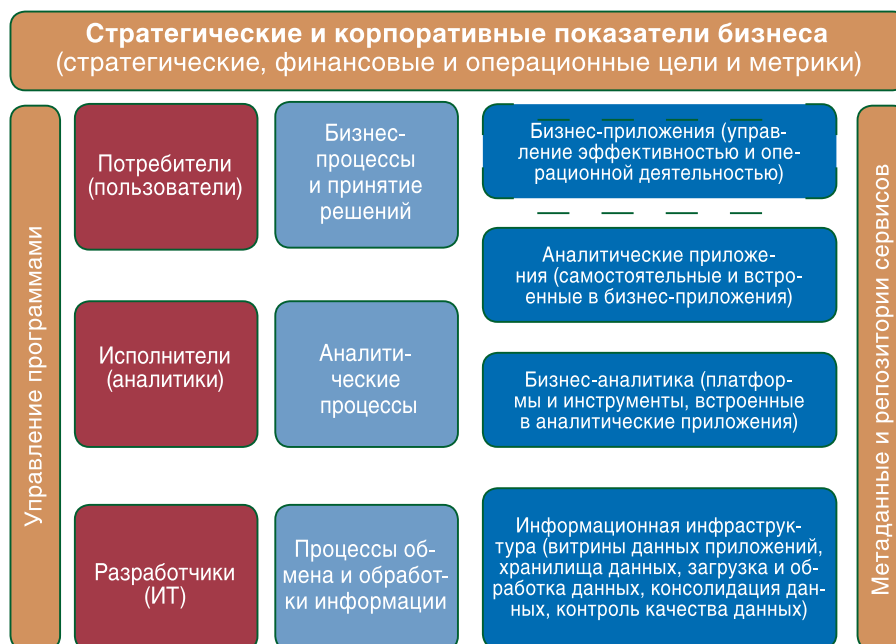 Стратегические и корпоративные показатели бизнеса
(стратегические, финансовые и операционные цели и метрики)
Управление программами
Потребители
(пользователи)
Бизнес-
процессы
и принятие
решений
Бизнес-приложения (управ-
ление эффективностью и опе-
рационной деятельностью)
Аналитические приложе-
ния (самостоятельные и встро-
енные в бизнес-приложения)
Исполнители
(аналитики)
Аналити-
ческие
процессы
Бизнес-аналитика (платфор-
мы и инструменты, встроенные
в аналитические приложения)
Разработчики
(ИТ)
Процессы об-
мена и обработ-
ки информации
Информационная инфраструк-
тура (витрины данных приложений,
хранилища данных, загрузка и об-
работка данных, консолидация дан-
ных, контроль качества данных)
Метаданные и репозитории сервисов